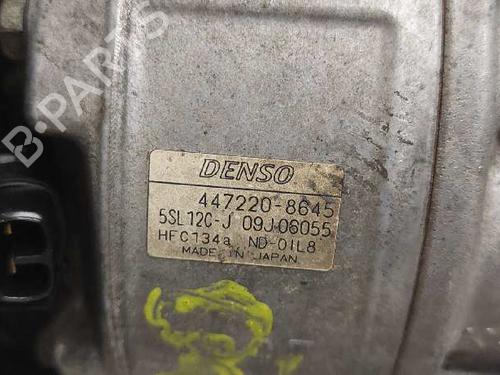 B-PARTS
DENSO
447220-8645
5SL12C-J 09J06055
HFC134a ND-OIL8
MADE IN JAPAN